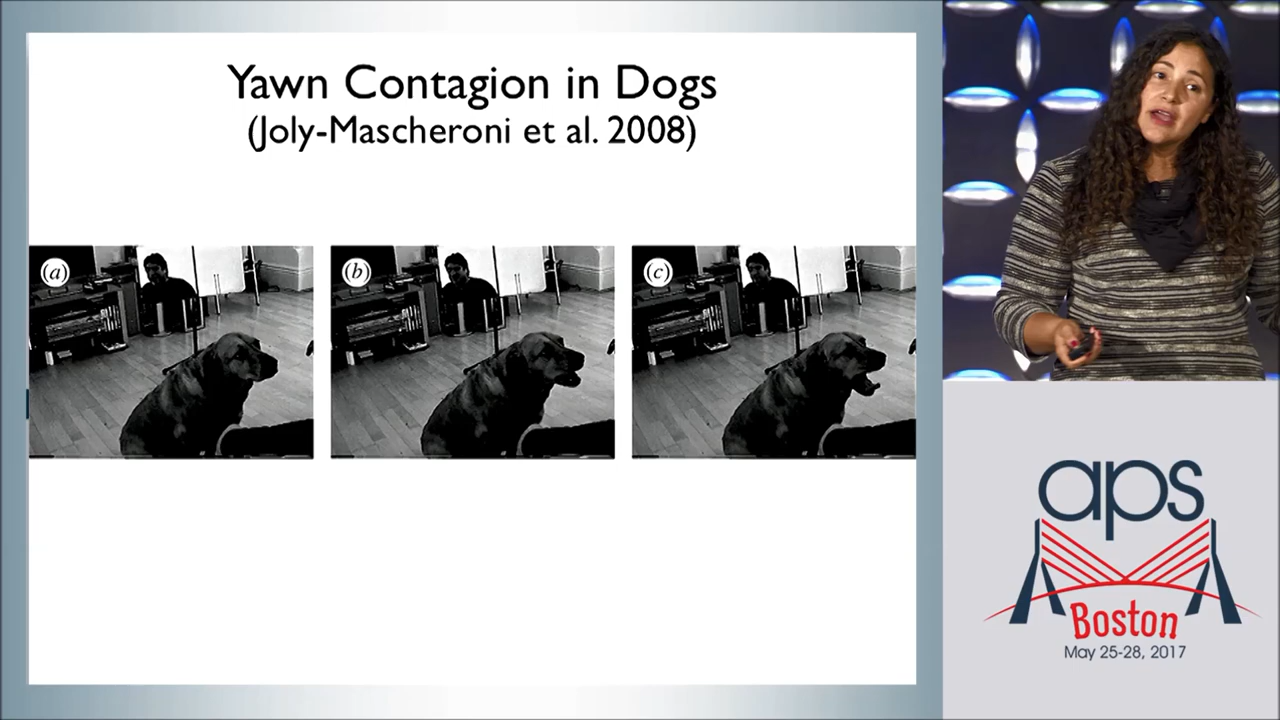 Yawn Contagion in Dogs
(Joly-Mascheroni et al. 2008)
(a)
(b)
(c)
aps
Boston
May 25-28, 2017